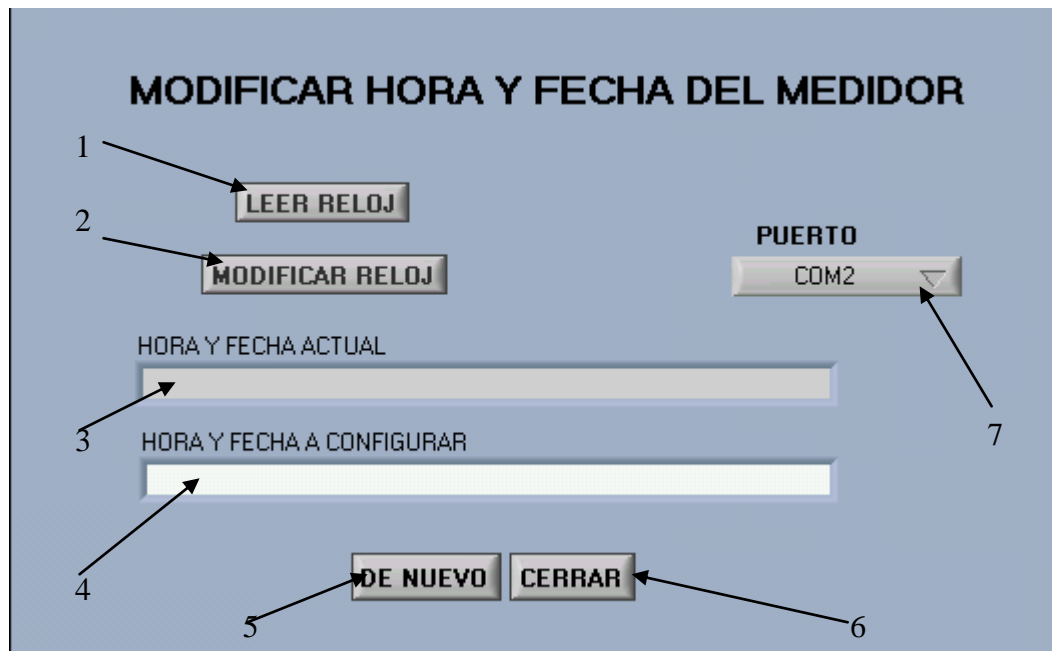 MODIFICAR HORA Y FECHA DEL MEDIDOR
1
LEER RELOJ
2
PUERTO
MODIFICAR RELOJ
COM2
HORA Y FECHA ACTUAL
3
7
HORA Y FECHA A CONFIGURAR
4
DE NUEVO
CERRAR
5
6